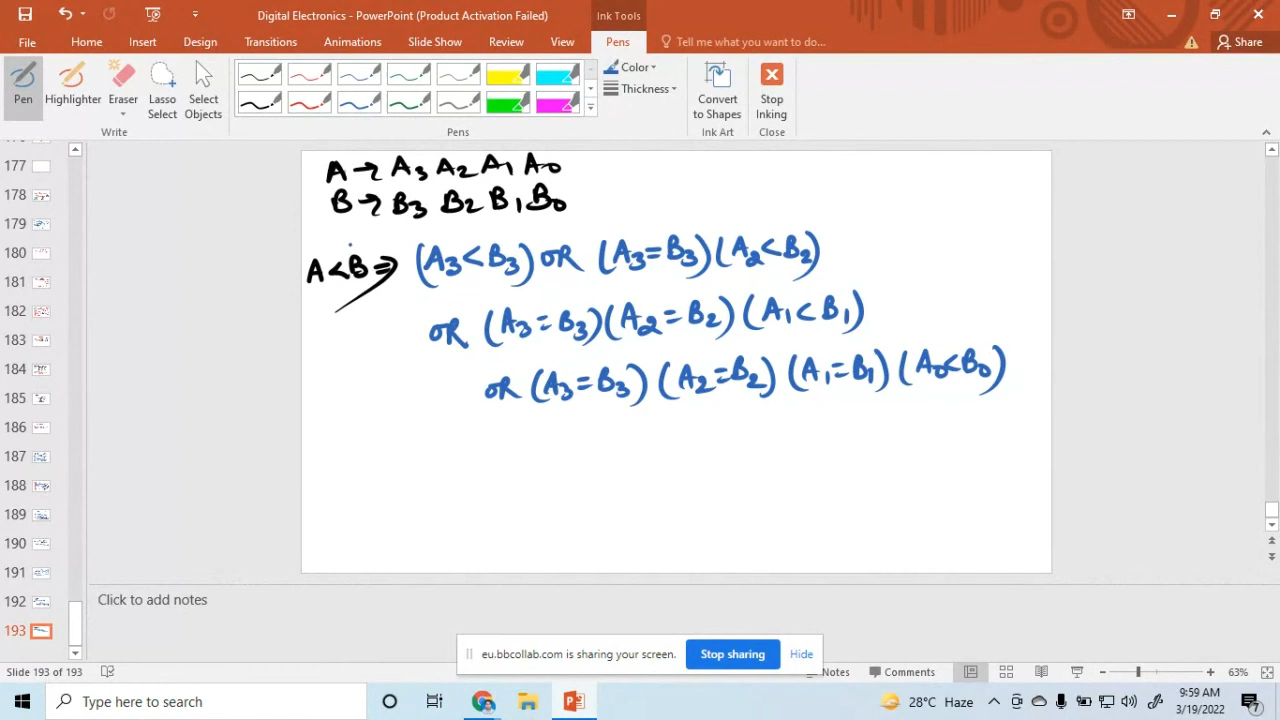 Digital Electronics - PowerPoint (Product Activation Failed)
Ink Tools
File Home Insert Design Transitions Animations Slide Show Review View Pens Tell me what you want to do... Share
Pen Highlighter Eraser Lasso Select Select Objects
Color
Thickness
Convert to Shapes
Stop Inking
Write Pens Ink Art Close
A → A3 A2 A1 A0
B → B3 B2 B1 B0
A<B ⇒ (A3<B3) OR (A3=B3)(A2<B2)
OR (A3=B3)(A2=B2)(A1<B1)
OR (A3=B3)(A2=B2)(A1=B1)(A0<B0)
177
178
179
180
181
182
183
184
185
186
187
188
189
190
191
192
193
Click to add notes
eu.bbcollab.com is sharing your screen. Stop sharing Hide
Slide 193 of 193 Notes Comments 63%
Type here to search
28°C Haze
9:59 AM
3/19/2022
7